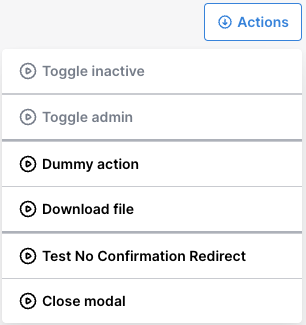 Actions
Toggle inactive
Toggle admin
Dummy action
Download file
Test No Confirmation Redirect
Close modal